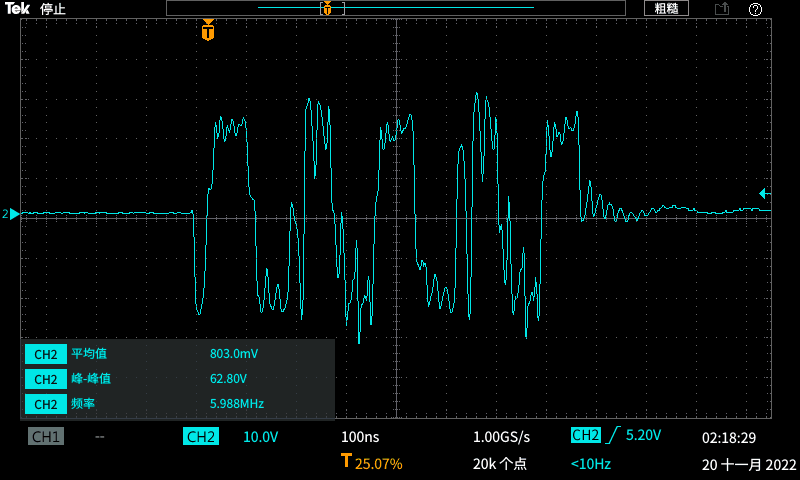 Tek 停止 T 粗糙 ?
T
2
CH2 平均值 803.0mV
CH2 峰-峰值 62.80V
CH2 频率 5.988MHz
CH1 -- CH2 10.0V 100ns 1.00GS/s CH2 5.20V 02:18:29
T 25.07% 20k 个点 <10Hz 20 十一月 2022